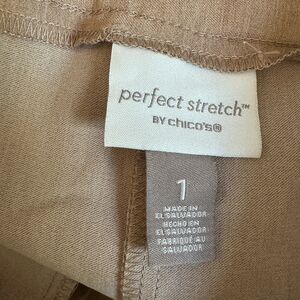 perfect stretch™
BY chico's®
1
MADE IN
EL SALVADOR
HECHO EN
EL SALVADOR
FABRIQUÉ AU
SALVADOR